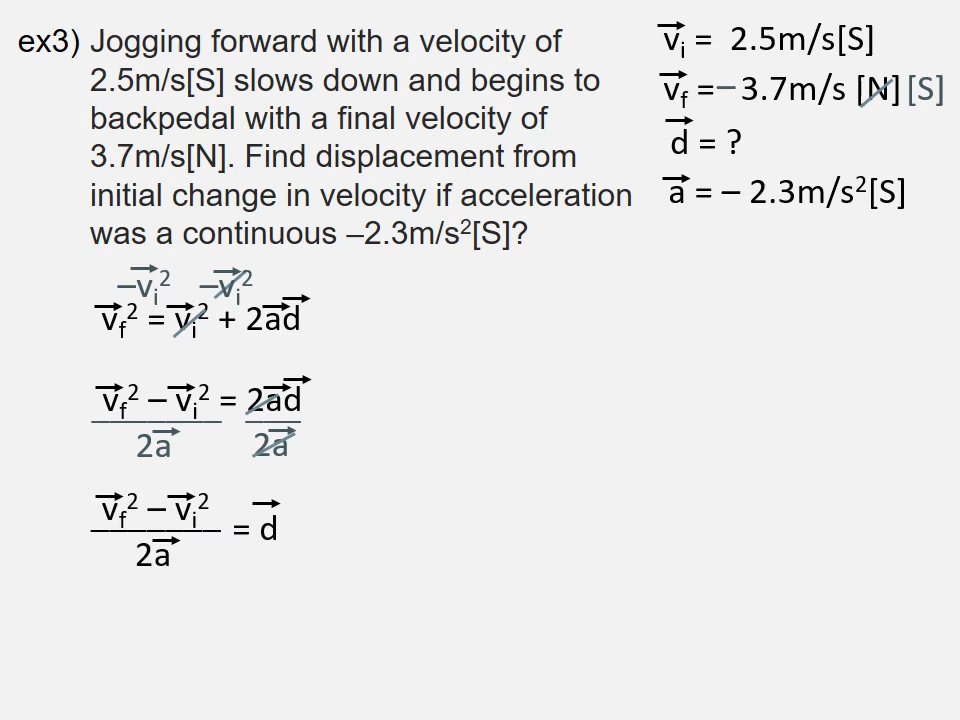 ex3) Jogging forward with a velocity of
2.5m/s[S] slows down and begins to
backpedal with a final velocity of
3.7m/s[N]. Find displacement from
initial change in velocity if acceleration
was a continuous –2.3m/s²[S]?
v⃗ᵢ = 2.5m/s[S]
v⃗f = – 3.7m/s [N] [S]
d⃗ = ?
a⃗ = – 2.3m/s²[S]
–v⃗ᵢ² –v⃗ᵢ²
v⃗f² = v⃗ᵢ² + 2a⃗d⃗
v⃗f² – v⃗ᵢ² = 2a⃗d⃗
2a⃗ 2a⃗
v⃗f² – v⃗ᵢ²
= d⃗
2a⃗